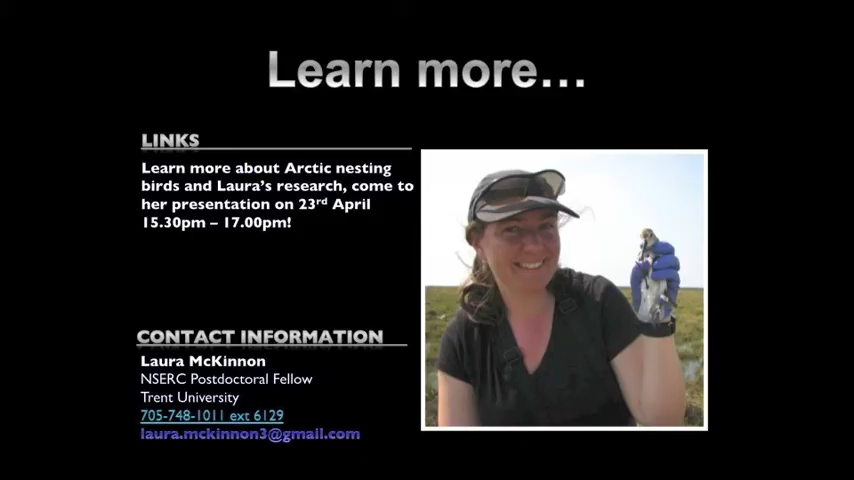 Learn more…
LINKS
Learn more about Arctic nesting
birds and Laura's research, come to
her presentation on 23rd April
15.30pm – 17.00pm!
CONTACT INFORMATION
Laura McKinnon
NSERC Postdoctoral Fellow
Trent University
705-748-1011 ext 6129
laura.mckinnon3@gmail.com